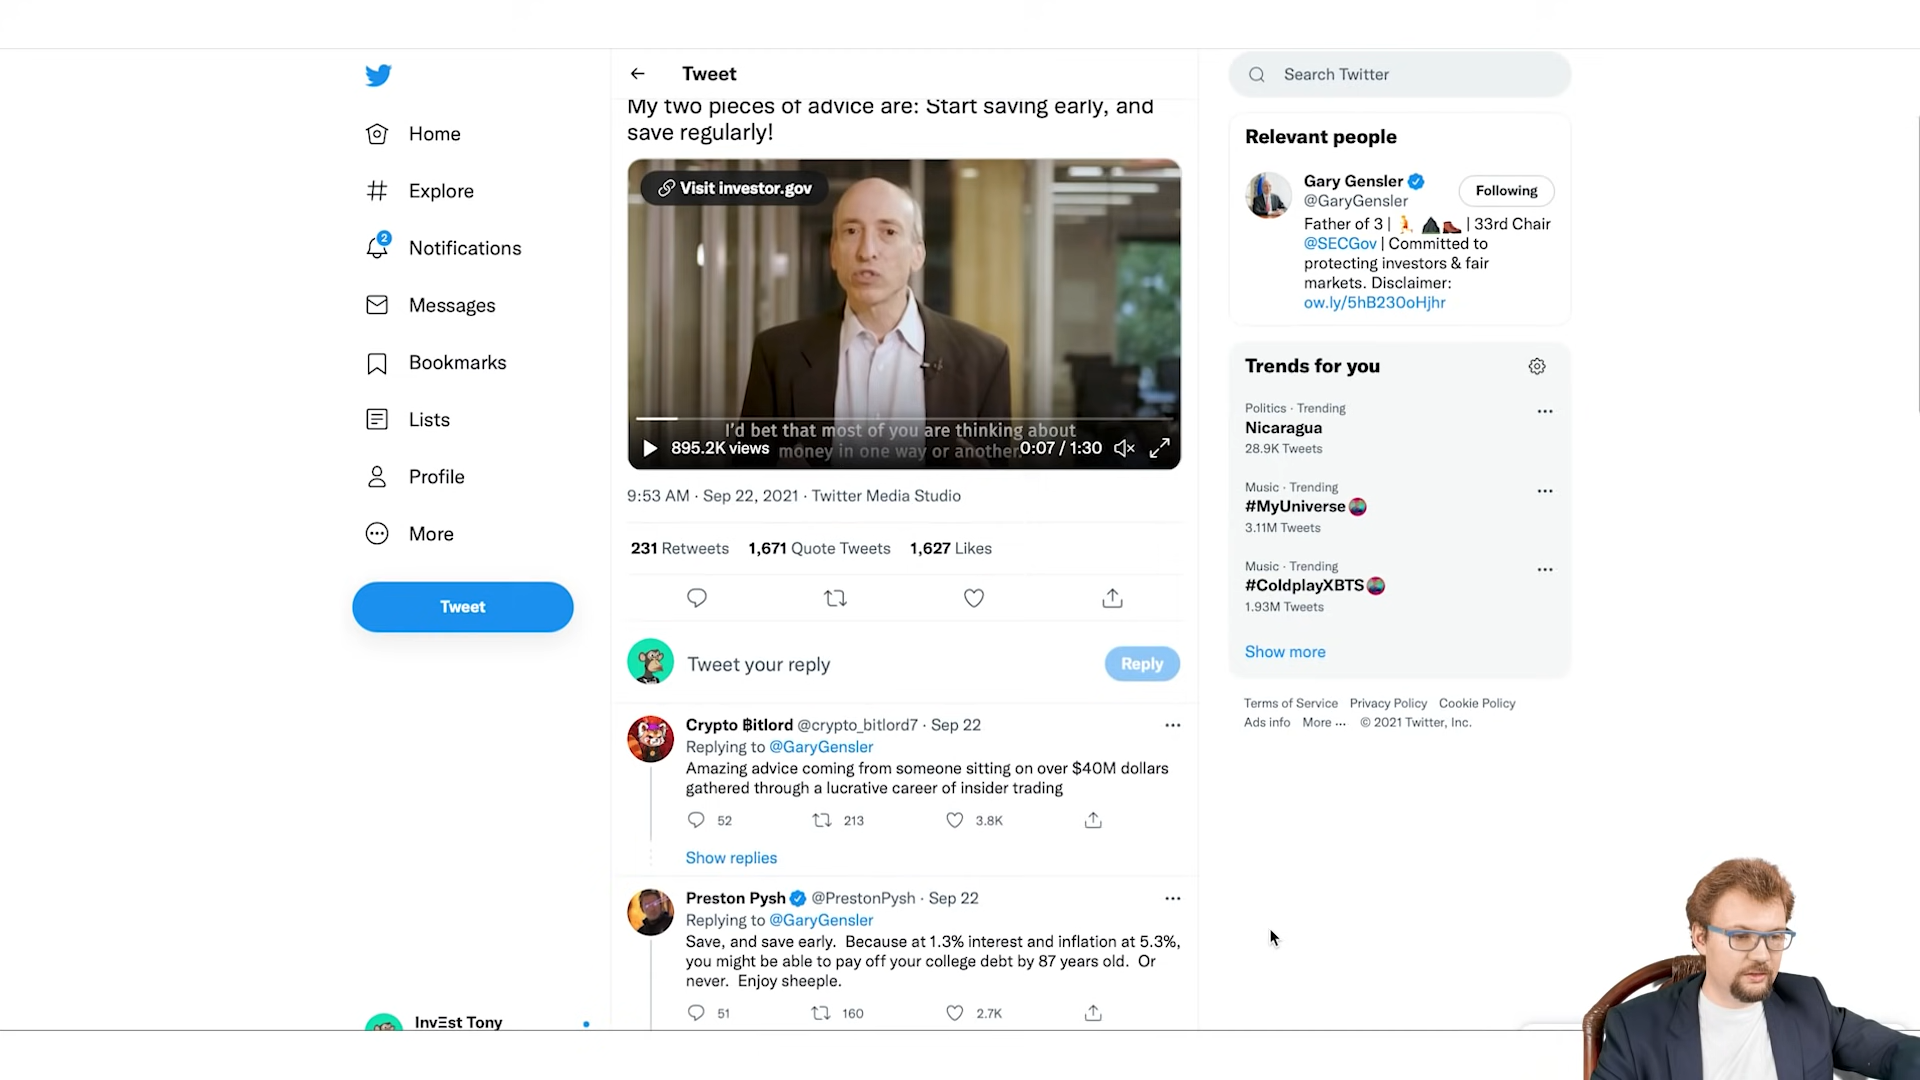 Tweet
Search Twitter
My two pieces of advice are: Start saving early, and
save regularly!
Home
Explore
2
Notifications
Messages
Bookmarks
Lists
Profile
More
Tweet
Visit investor.gov
I'd bet that most of you are thinking about
money in one way or another.
895.2K views
0:07 / 1:30
9:53 AM · Sep 22, 2021 · Twitter Media Studio
231 Retweets 1,671 Quote Tweets 1,627 Likes
Tweet your reply
Reply
Crypto ฿itlord @crypto_bitlord7 · Sep 22
Replying to @GaryGensler
Amazing advice coming from someone sitting on over $40M dollars
gathered through a lucrative career of insider trading
52 213 3.8K
Show replies
Preston Pysh @PrestonPysh · Sep 22
Replying to @GaryGensler
Save, and save early. Because at 1.3% interest and inflation at 5.3%,
you might be able to pay off your college debt by 87 years old. Or
never. Enjoy sheeple.
51 160 2.7K
InvΞst Tony
Relevant people
Gary Gensler
@GaryGensler
Following
Father of 3 | | 33rd Chair
@SECGov | Committed to
protecting investors & fair
markets. Disclaimer:
ow.ly/5hB230oHjhr
Trends for you
Politics · Trending
Nicaragua
28.9K Tweets
Music · Trending
#MyUniverse
3.11M Tweets
Music · Trending
#ColdplayXBTS
1.93M Tweets
Show more
Terms of Service Privacy Policy Cookie Policy
Ads info More ··· © 2021 Twitter, Inc.